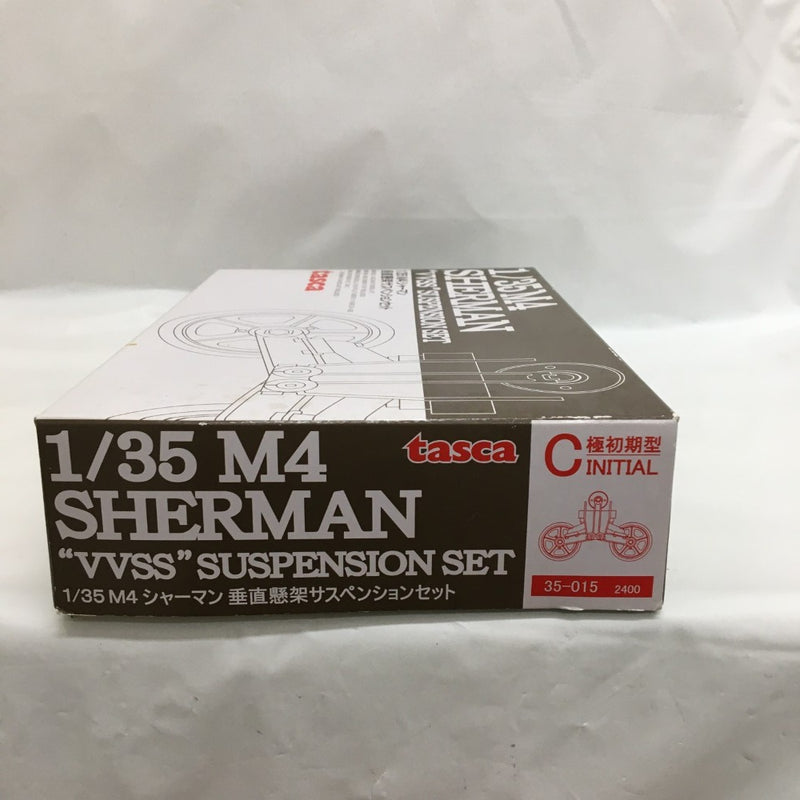 1/35 M4
SHERMAN
"VVSS" SUSPENSION SET
tasca
1/35 M4
SHERMAN
"VVSS" SUSPENSION SET
1/35 M4 シャーマン 垂直懸架サスペンションセット
tasca
C 極初期型
INITIAL
35-015 2400